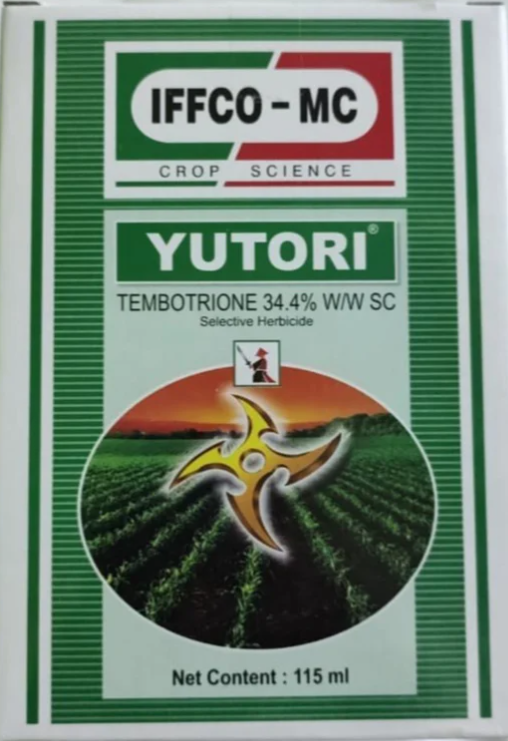 IFFCO - MC
CROP SCIENCE
YUTORI®
TEMBOTRIONE 34.4% W/W SC
Selective Herbicide
Net Content : 115 ml